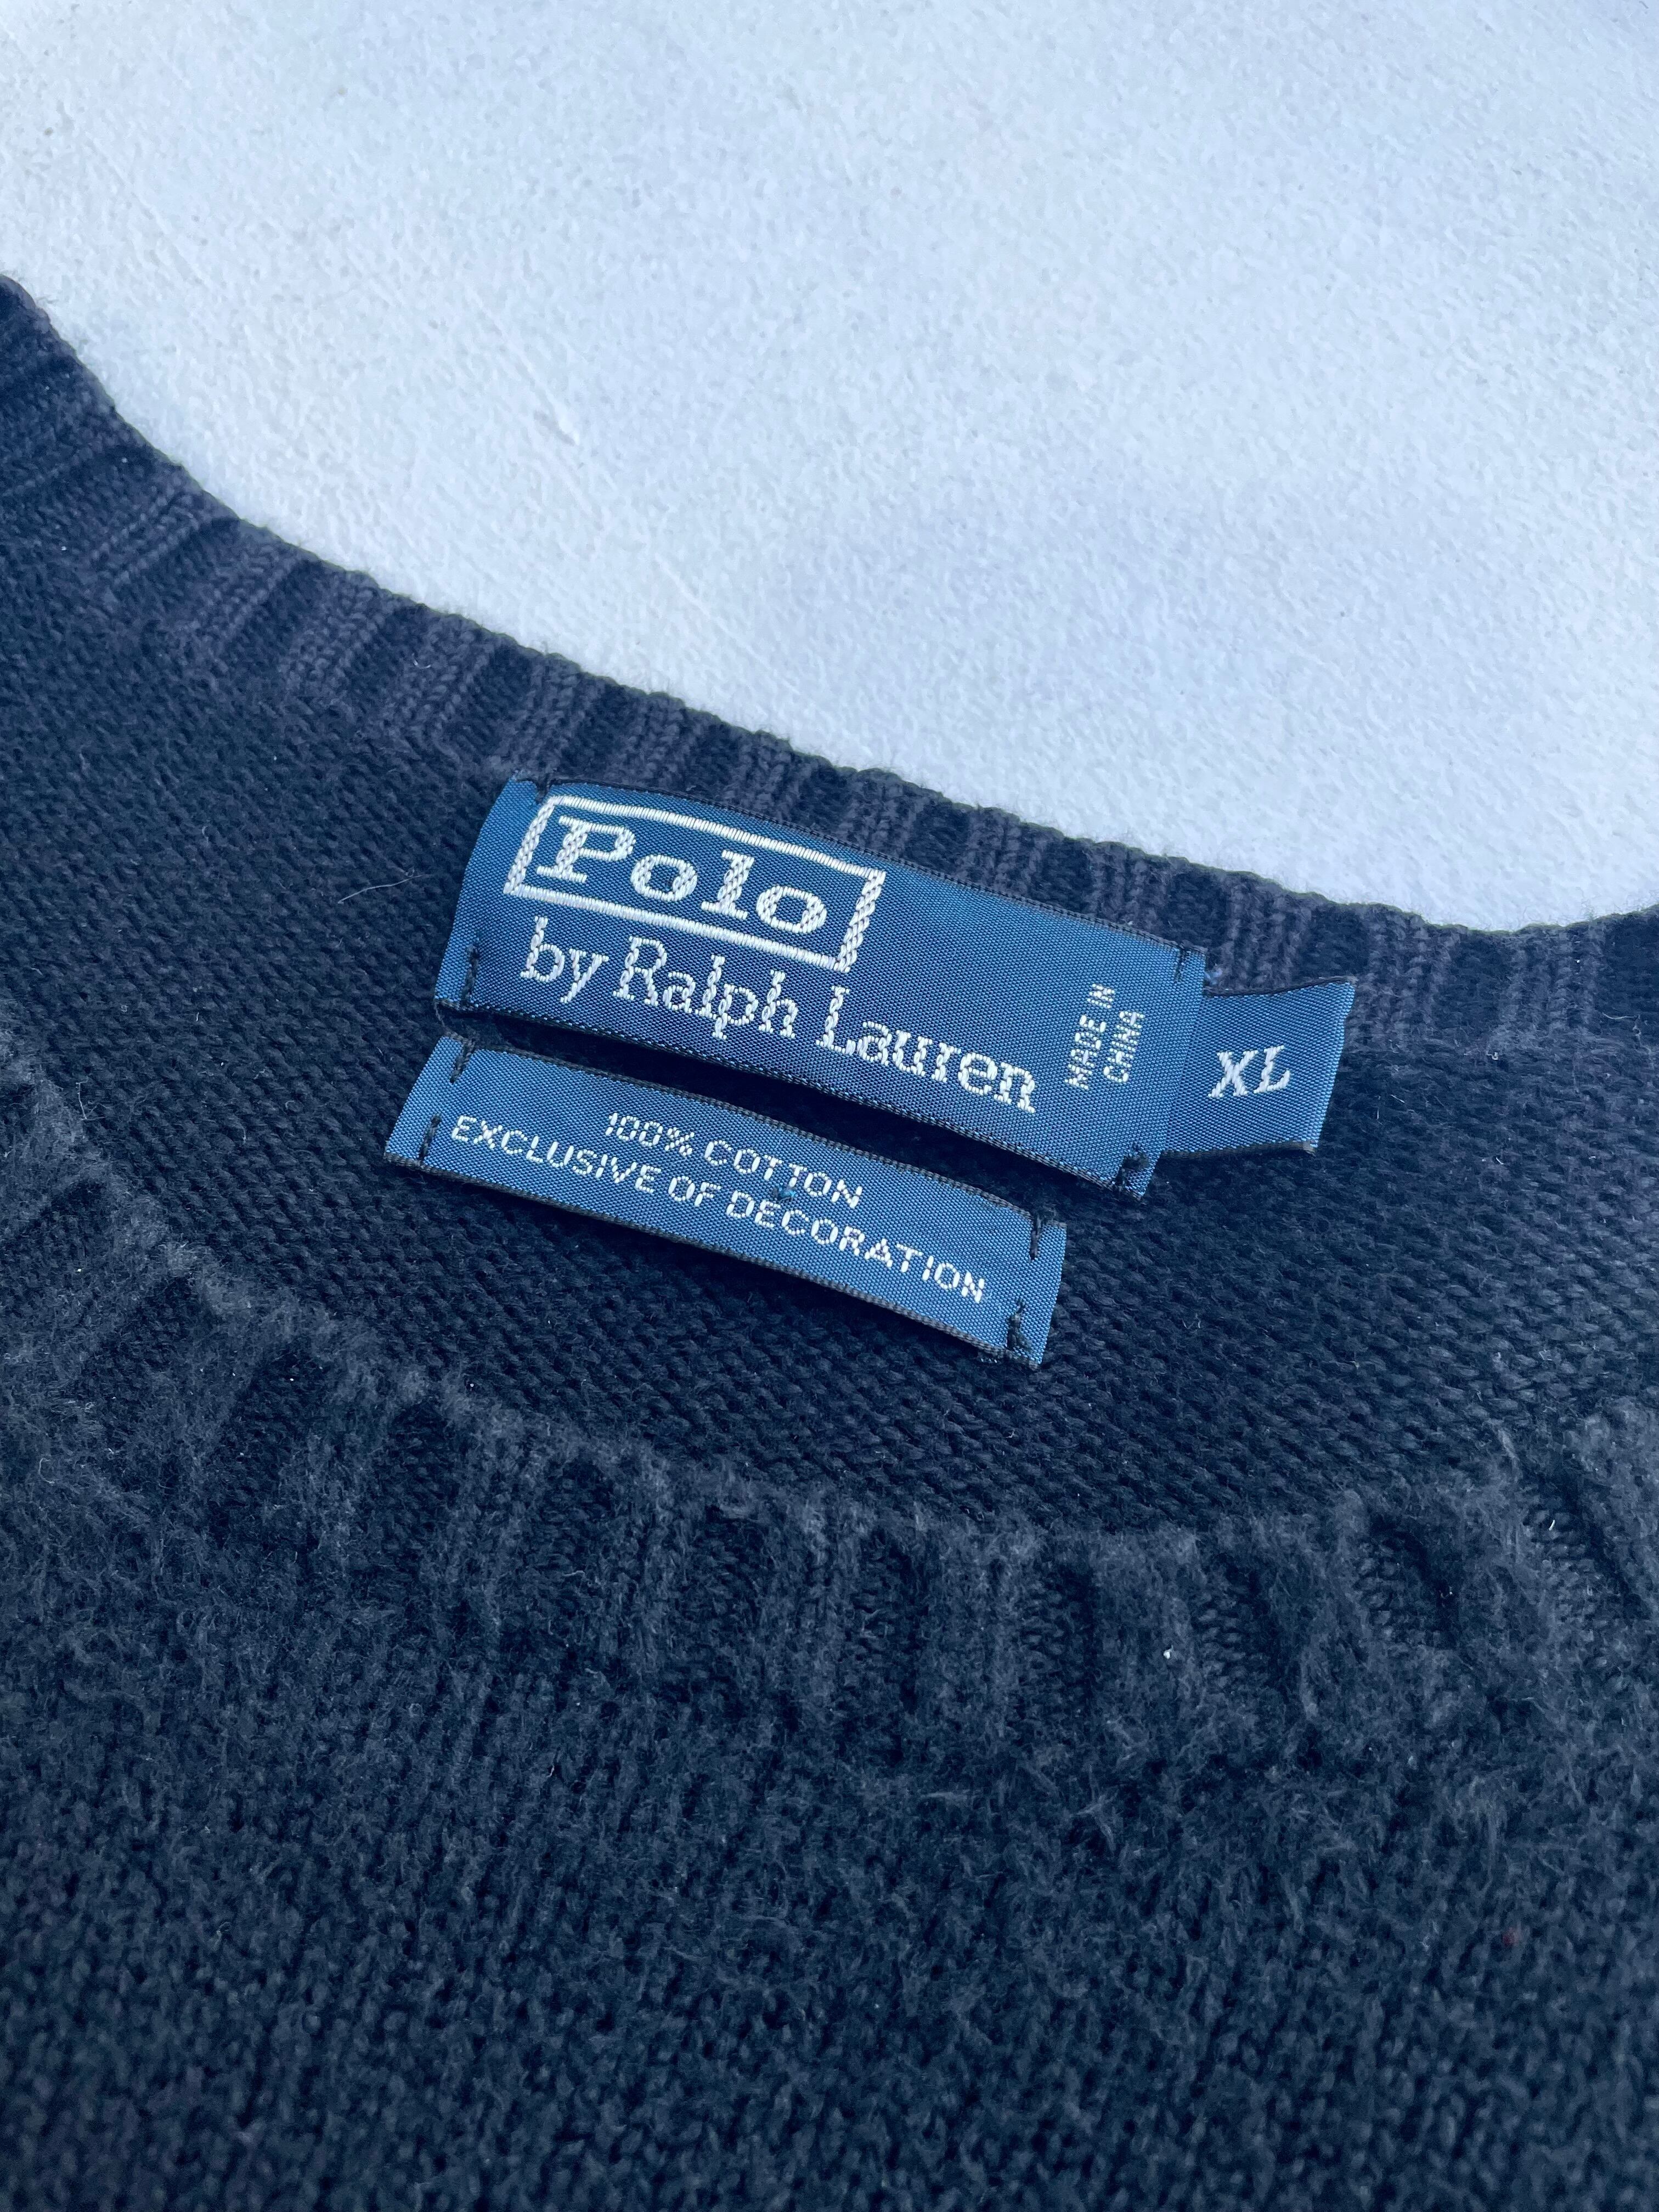 Polo
by Ralph Lauren
MADE IN
CHINA
XL
100% COTTON
EXCLUSIVE OF DECORATION